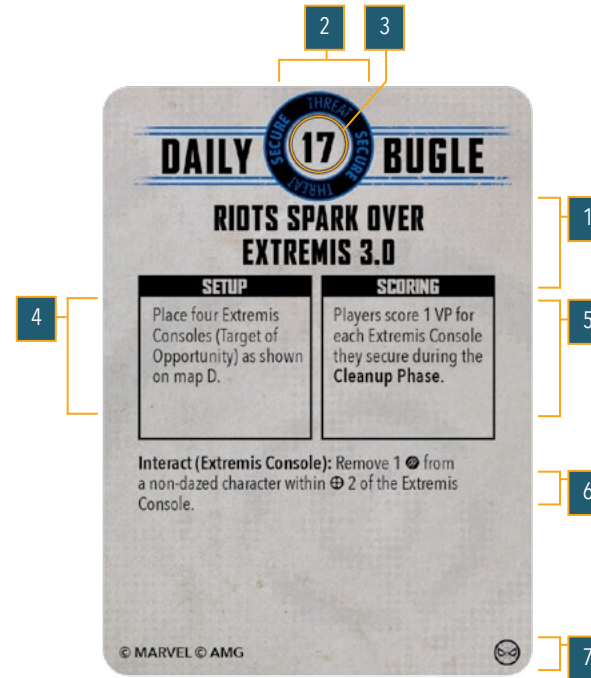 2 3
THREAT
SECURE SECURE
THREAT
DAILY 17 BUGLE
RIOTS SPARK OVER
EXTREMIS 3.0
1
SETUP
Place four Extremis
Consoles (Target of
Opportunity) as shown
on map D.
4
SCORING
Players score 1 VP for
each Extremis Console
they secure during the
Cleanup Phase.
5
Interact (Extremis Console): Remove 1 from
a non-dazed character within 2 of the Extremis
Console.
6
© MARVEL © AMG
7